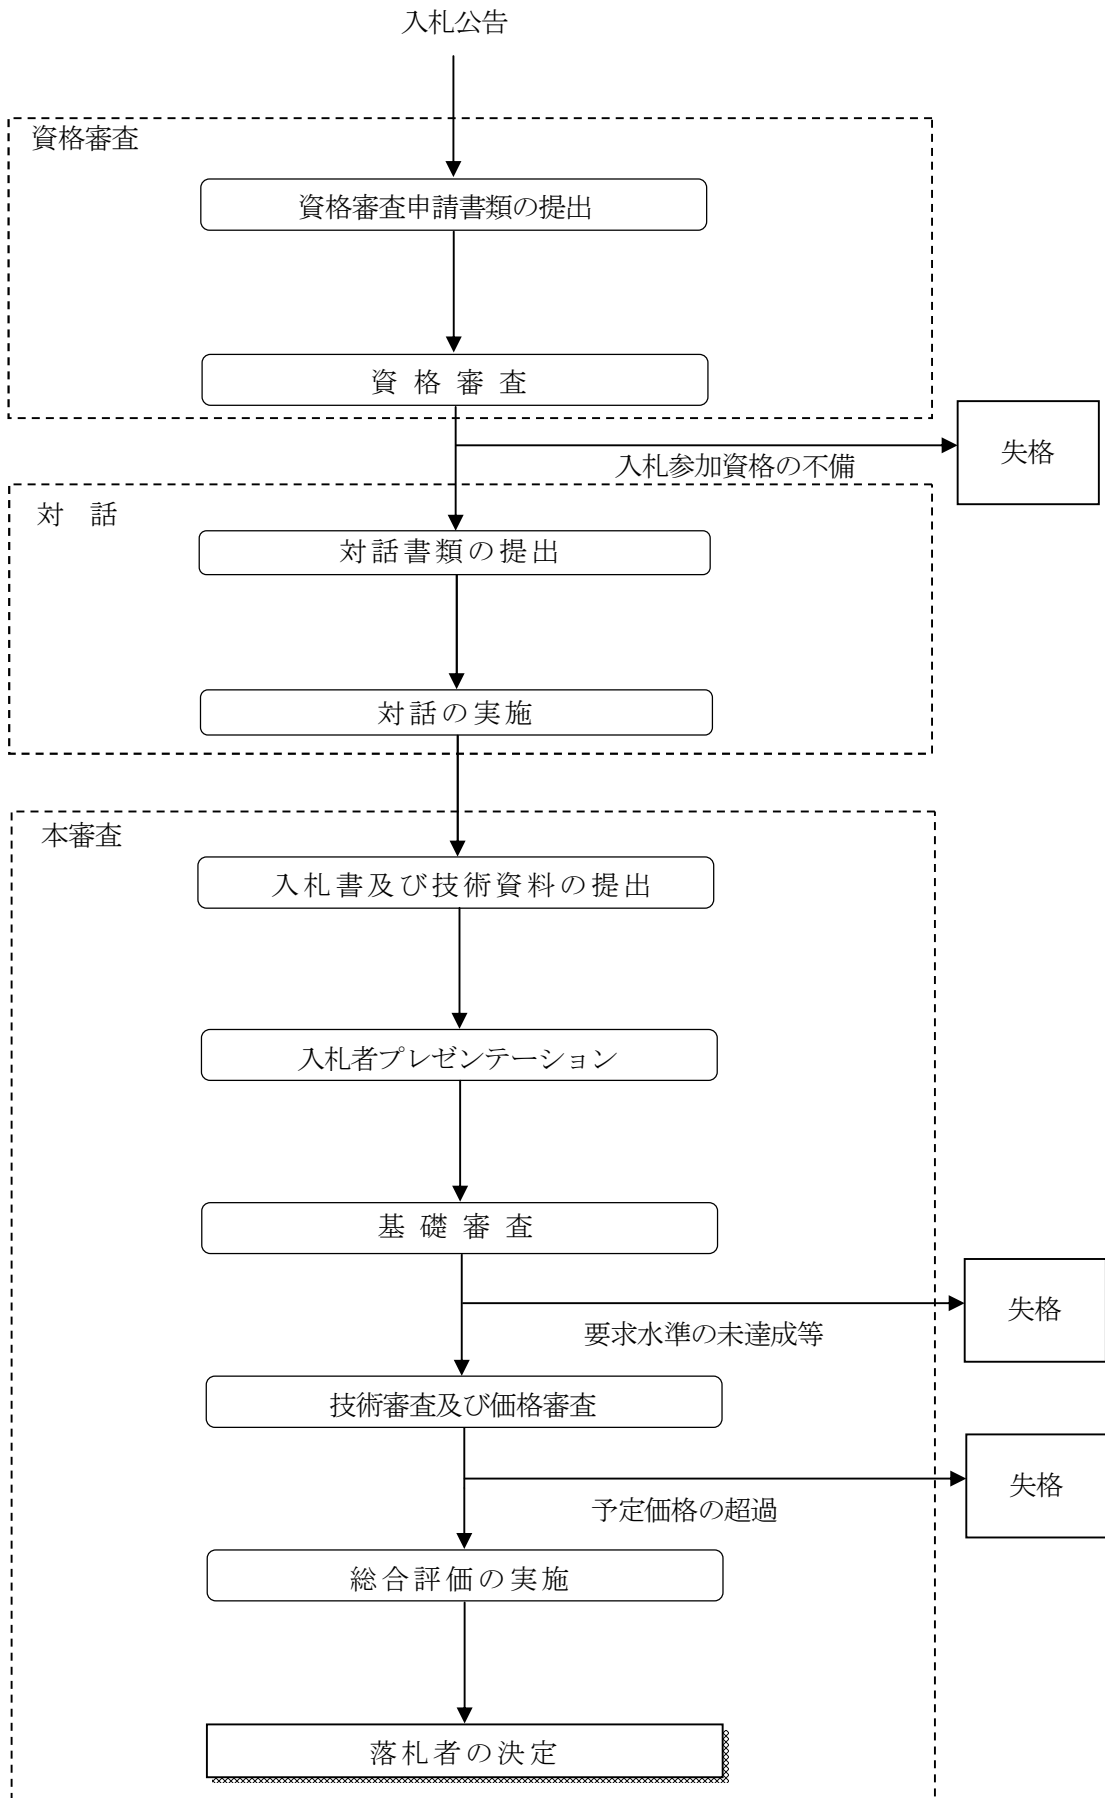 入札公告
資格審査
資格審査申請書類の提出
資格審査
失格
入札参加資格の不備
対　話
対話書類の提出
対話の実施
本審査
入札書及び技術資料の提出
入札者プレゼンテーション
基礎審査
失格
要求水準の未達成等
技術審査及び価格審査
失格
予定価格の超過
総合評価の実施
落札者の決定